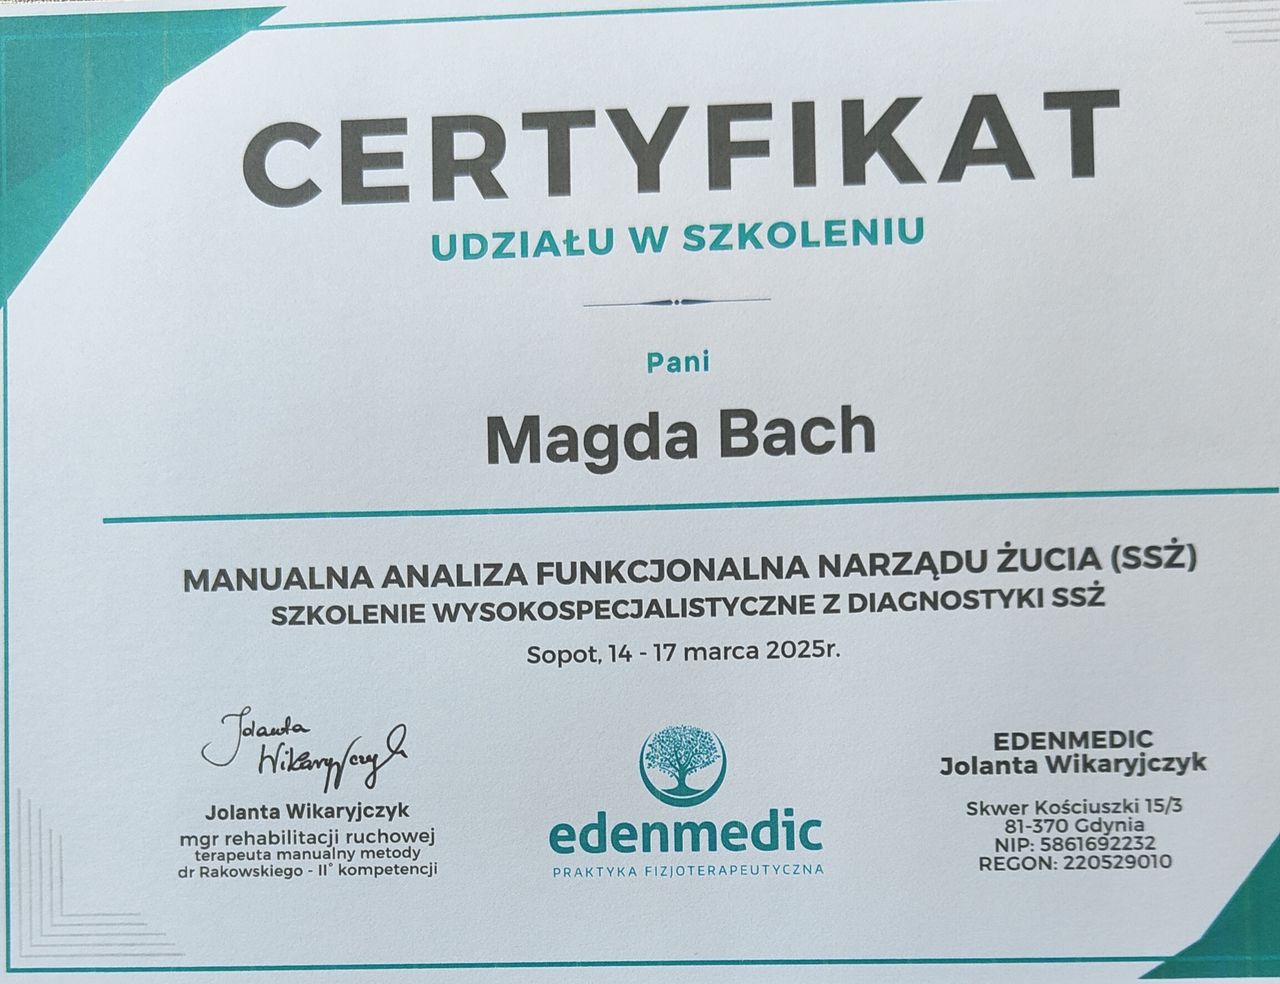 CERTYFIKAT
UDZIAŁU W SZKOLENIU
Pani
Magda Bach
MANUALNA ANALIZA FUNKCJONALNA NARZĄDU ŻUCIA (SSŻ)
SZKOLENIE WYSOKOSPECJALISTYCZNE Z DIAGNOSTYKI SSŻ
Sopot, 14 - 17 marca 2025r.
Jolanta
Wikaryjczyk
Jolanta Wikaryjczyk
mgr rehabilitacji ruchowej
terapeuta manualny metody
dr Rakowskiego - II° kompetencji
edenmedic
PRAKTYKA FIZJOTERAPEUTYCZNA
EDENMEDIC
Jolanta Wikaryjczyk
Skwer Kościuszki 15/3
81-370 Gdynia
NIP: 5861692232
REGON: 220529010